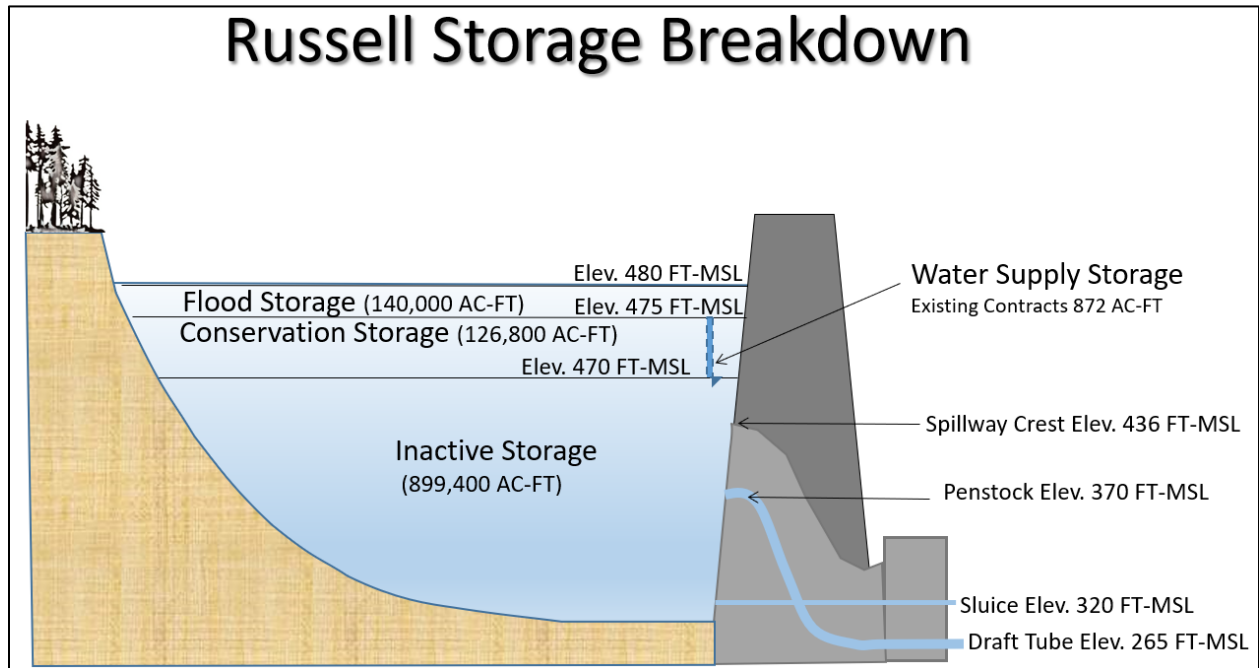 Russell Storage Breakdown
Elev. 480 FT-MSL
Flood Storage (140,000 AC-FT)
Elev. 475 FT-MSL
Conservation Storage (126,800 AC-FT)
Elev. 470 FT-MSL
Water Supply Storage
Existing Contracts 872 AC-FT
Inactive Storage
(899,400 AC-FT)
Spillway Crest Elev. 436 FT-MSL
Penstock Elev. 370 FT-MSL
Sluice Elev. 320 FT-MSL
Draft Tube Elev. 265 FT-MSL